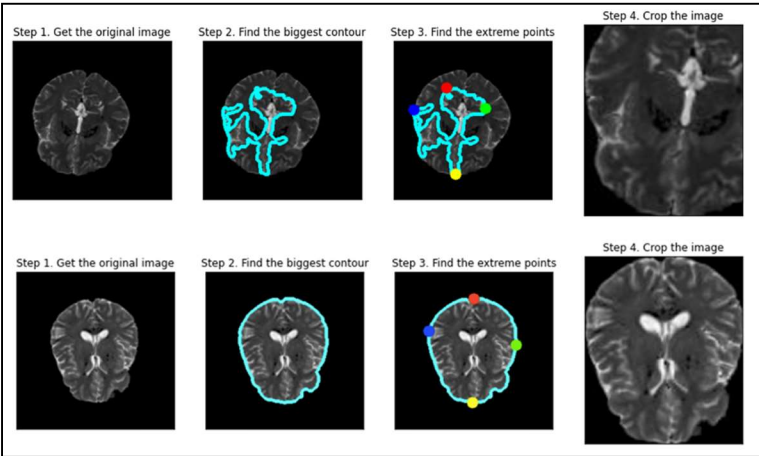 Step 1. Get the original image
Step 2. Find the biggest contour
Step 3. Find the extreme points
Step 4. Crop the image
Step 1. Get the original image
Step 2. Find the biggest contour
Step 3. Find the extreme points
Step 4. Crop the image